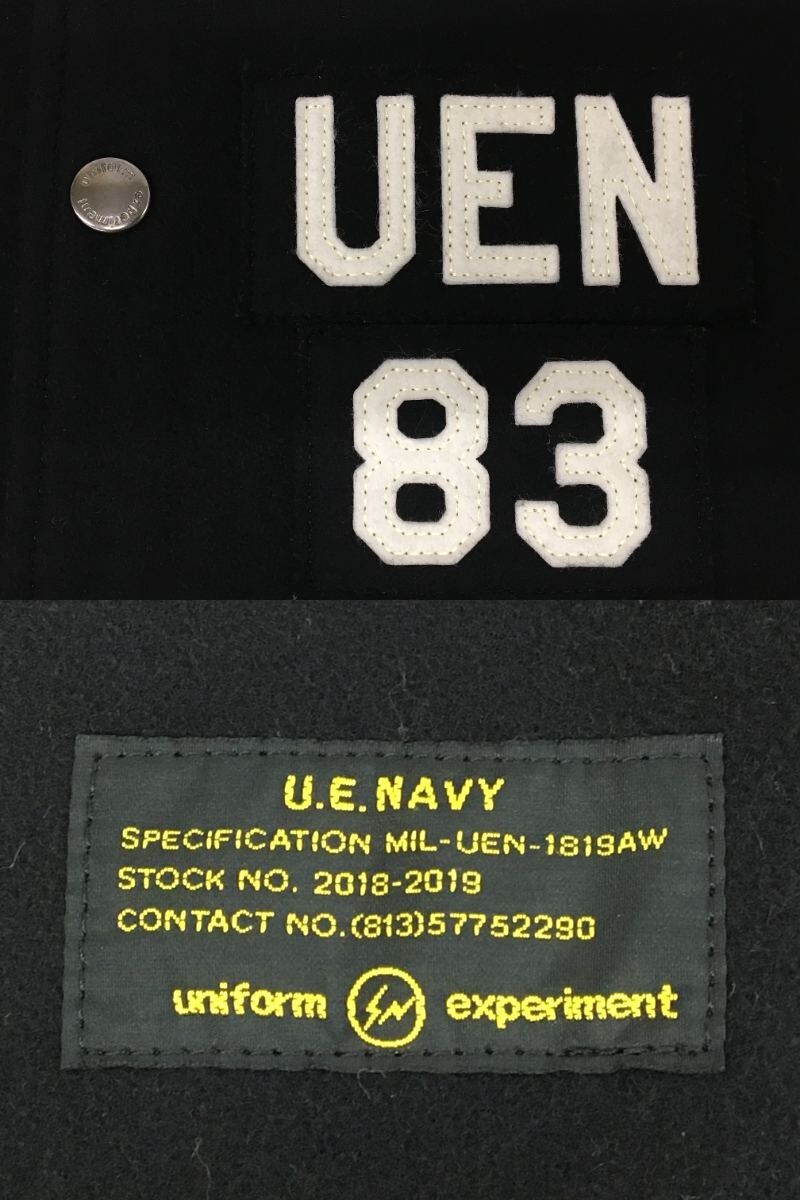 UEN
83
U.E. NAVY
SPECIFICATION MIL-UEN-1819AW
STOCK NO. 2018-2019
CONTACT NO.(813)57752290
uniform experiment